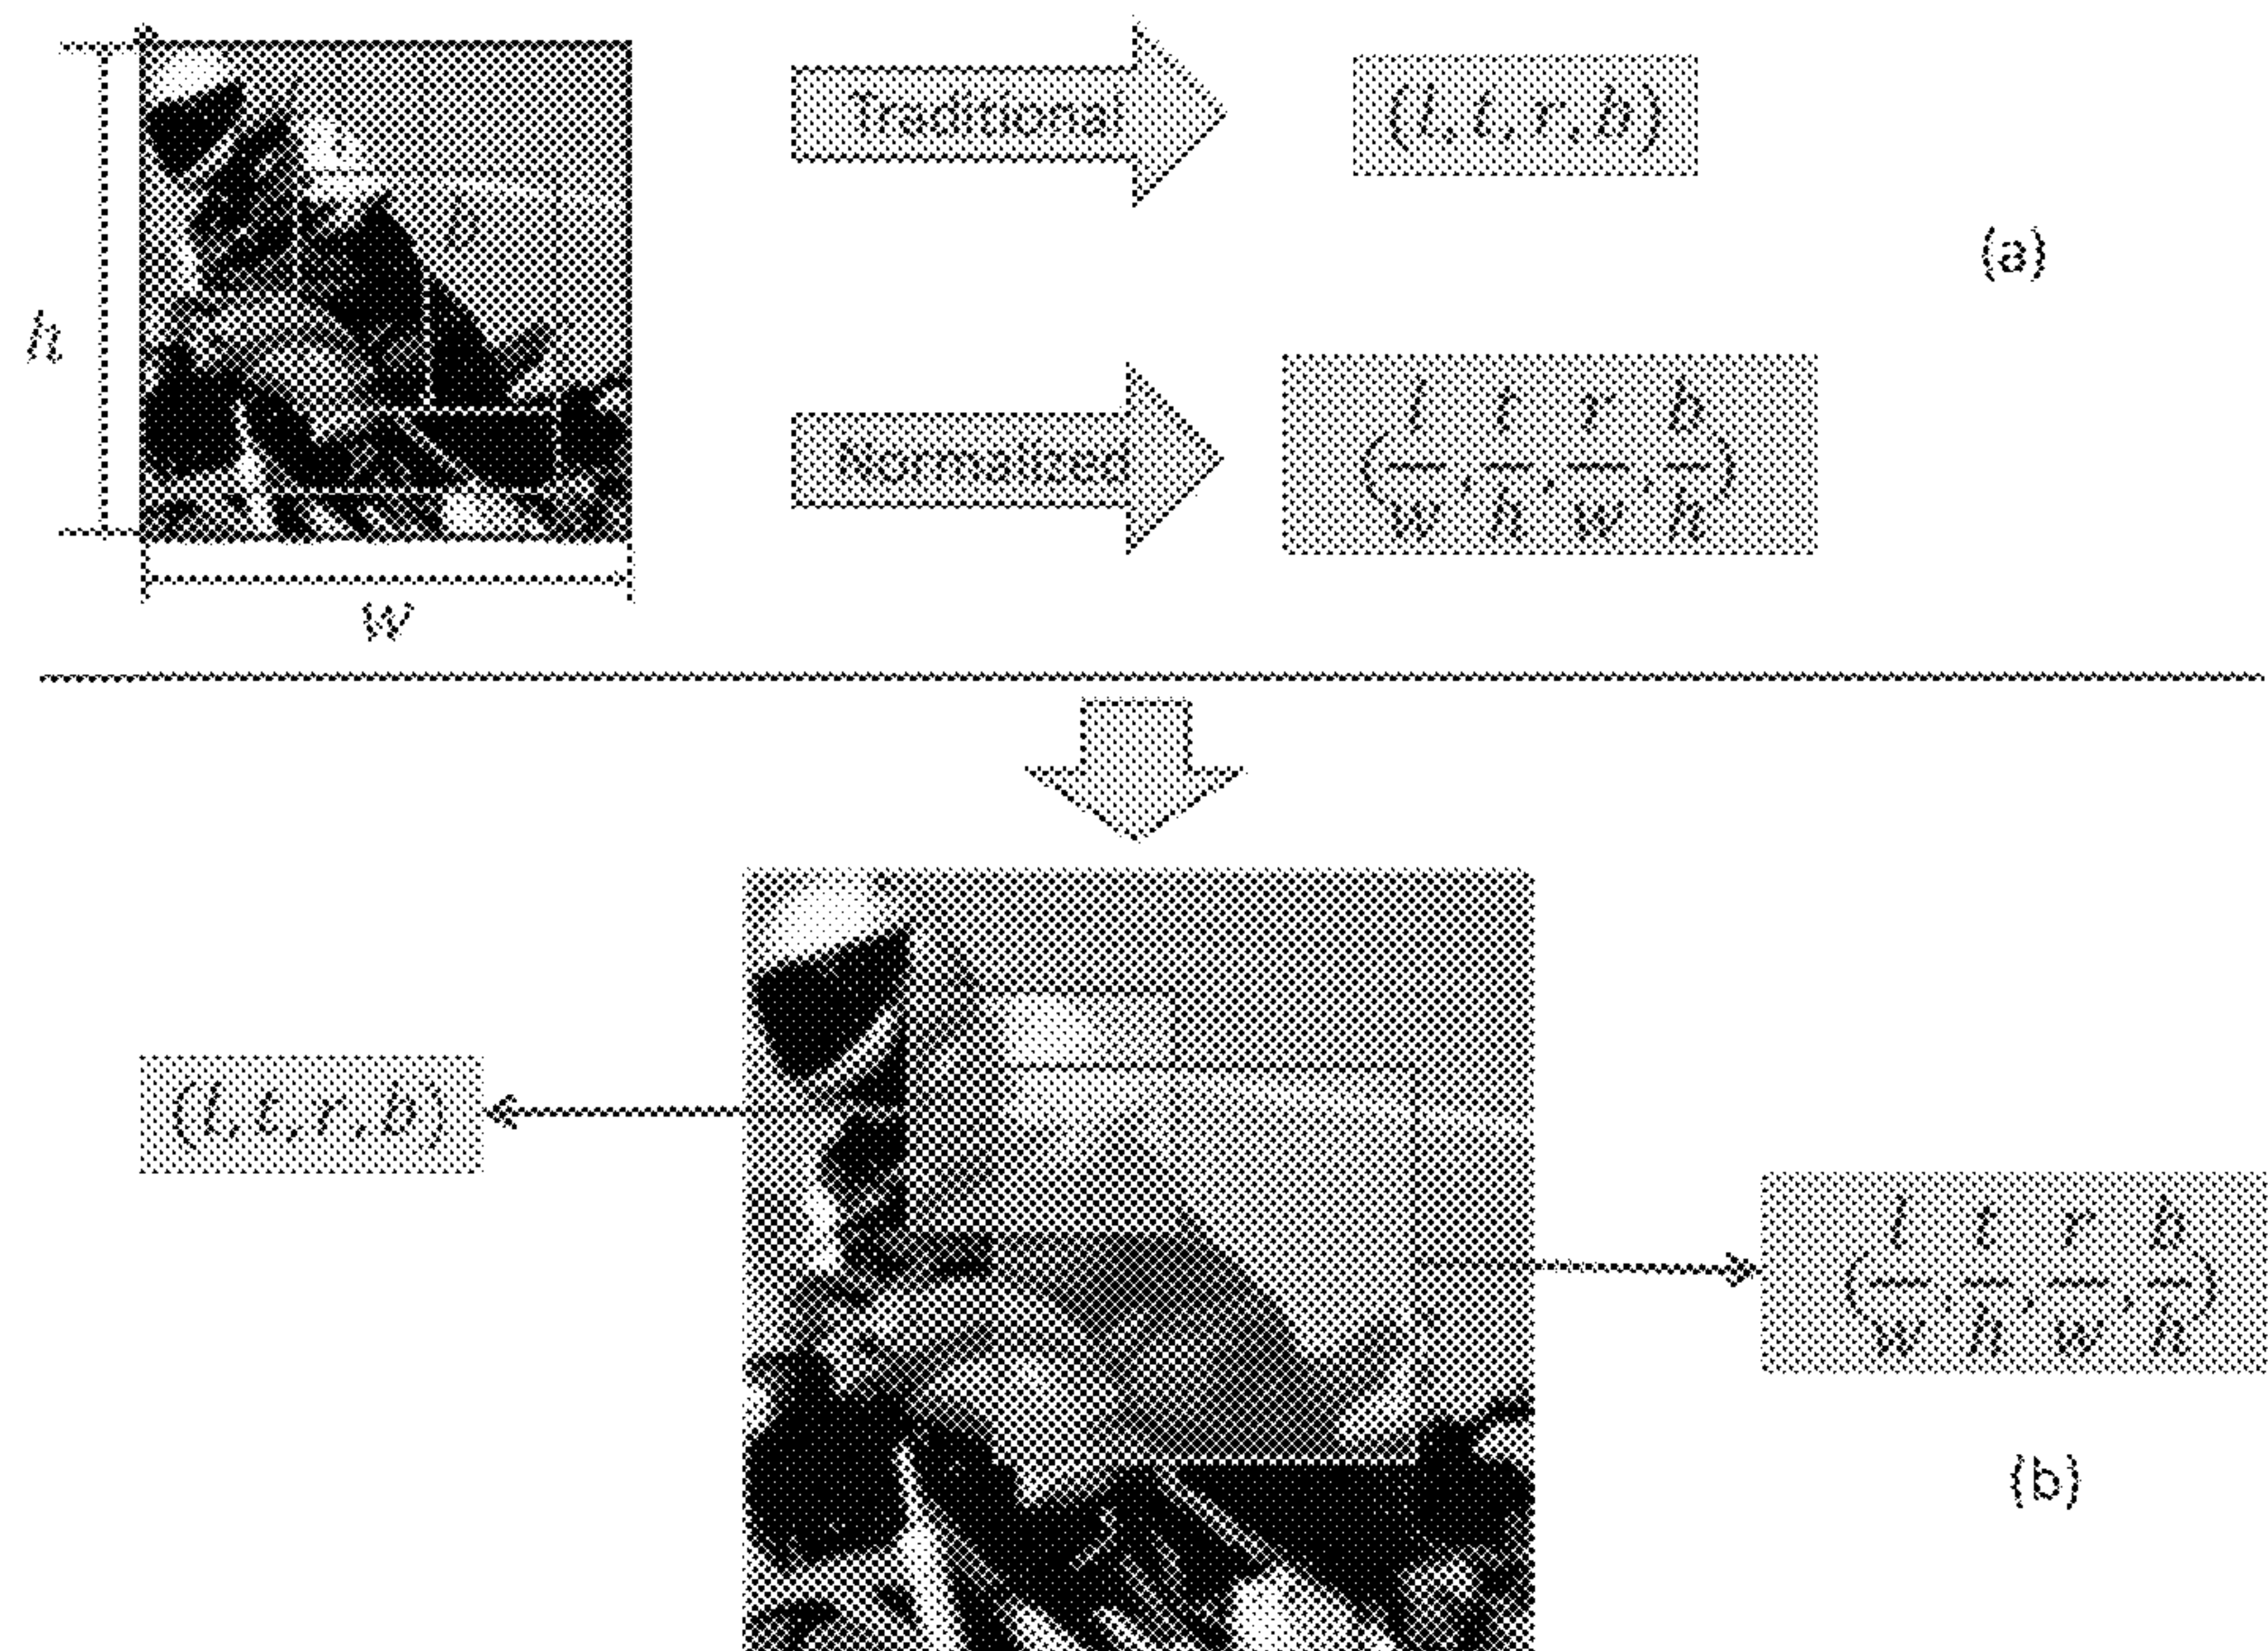 Traditional
(l, t, r, b)
(a)
h
b
Normalized
(l/w, t/h, r/w, b/h)
w
(l, t, r, b)
(l/w, t/h, r/w, b/h)
(b)